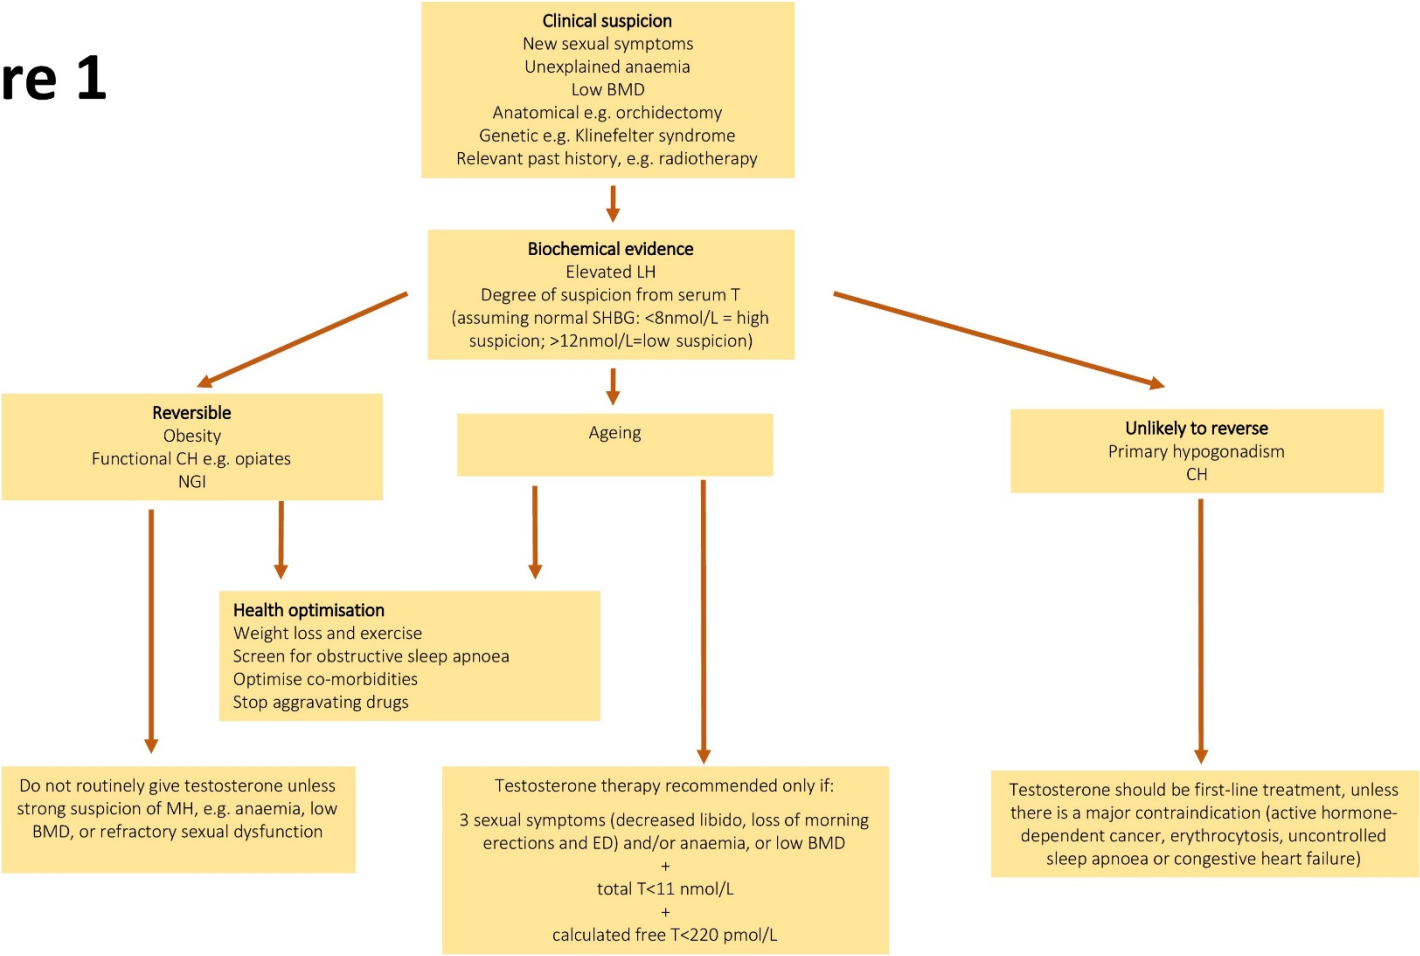 re 1
Clinical suspicion
New sexual symptoms
Unexplained anaemia
Low BMD
Anatomical e.g. orchidectomy
Genetic e.g. Klinefelter syndrome
Relevant past history, e.g. radiotherapy
Biochemical evidence
Elevated LH
Degree of suspicion from serum T
(assuming normal SHBG: <8nmol/L = high
suspicion; >12nmol/L=low suspicion)
Reversible
Obesity
Functional CH e.g. opiates
NGI
Ageing
Unlikely to reverse
Primary hypogonadism
CH
Health optimisation
Weight loss and exercise
Screen for obstructive sleep apnoea
Optimise co-morbidities
Stop aggravating drugs
Do not routinely give testosterone unless
strong suspicion of MH, e.g. anaemia, low
BMD, or refractory sexual dysfunction
Testosterone therapy recommended only if:
3 sexual symptoms (decreased libido, loss of morning
erections and ED) and/or anaemia, or low BMD
+
total T<11 nmol/L
+
calculated free T<220 pmol/L
Testosterone should be first-line treatment, unless
there is a major contraindication (active hormone-
dependent cancer, erythrocytosis, uncontrolled
sleep apnoea or congestive heart failure)